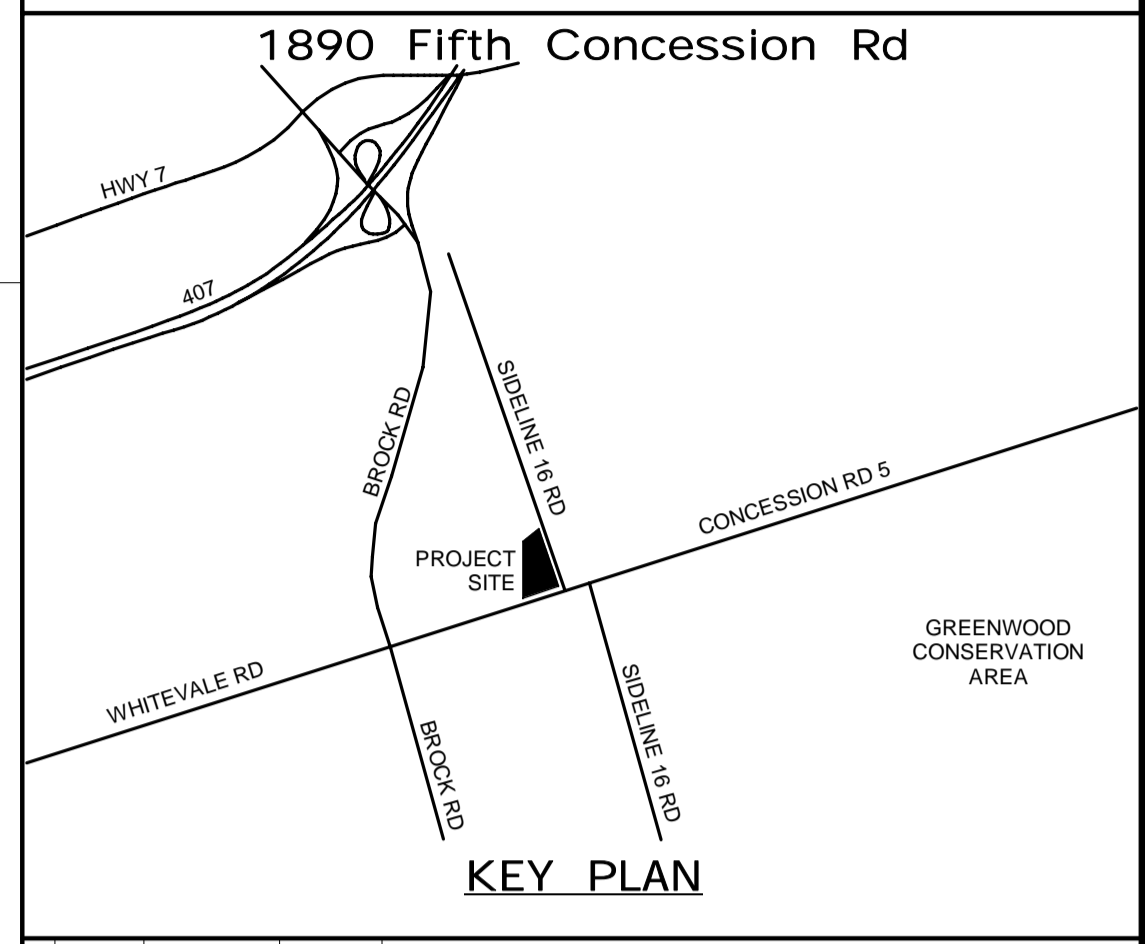 1890 Fifth Concession Rd
HWY 7
407
BROCK RD
SIDELINE 16 RD
CONCESSION RD 5
PROJECT
SITE
GREENWOOD
CONSERVATION
AREA
WHITEVALE RD
BROCK RD
SIDELINE 16 RD
KEY PLAN